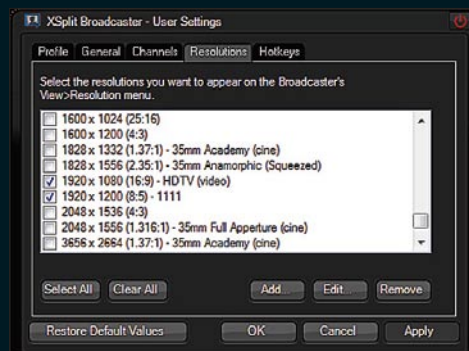 XSplit Broadcaster - User Settings
Profile General Channels Resolutions Hotkeys
Select the resolutions you want to appear on the Broadcaster's
View>Resolution menu.
1600 x 1024 (25:16)
1600 x 1200 (4:3)
1828 x 1332 (1.37:1) - 35mm Academy (cine)
1828 x 1556 (2.35:1) - 35mm Anamorphic (Squeezed)
1920 x 1080 (16:9) - HDTV (video)
1920 x 1200 (8:5) - 1111
2048 x 1536 (4:3)
2048 x 1556 (1.316:1) - 35mm Full Apperture (cine)
3656 x 2664 (1.37:1) - 35mm Academy (cine)
Select All Clear All Add... Edit... Remove
Restore Default Values OK Cancel Apply